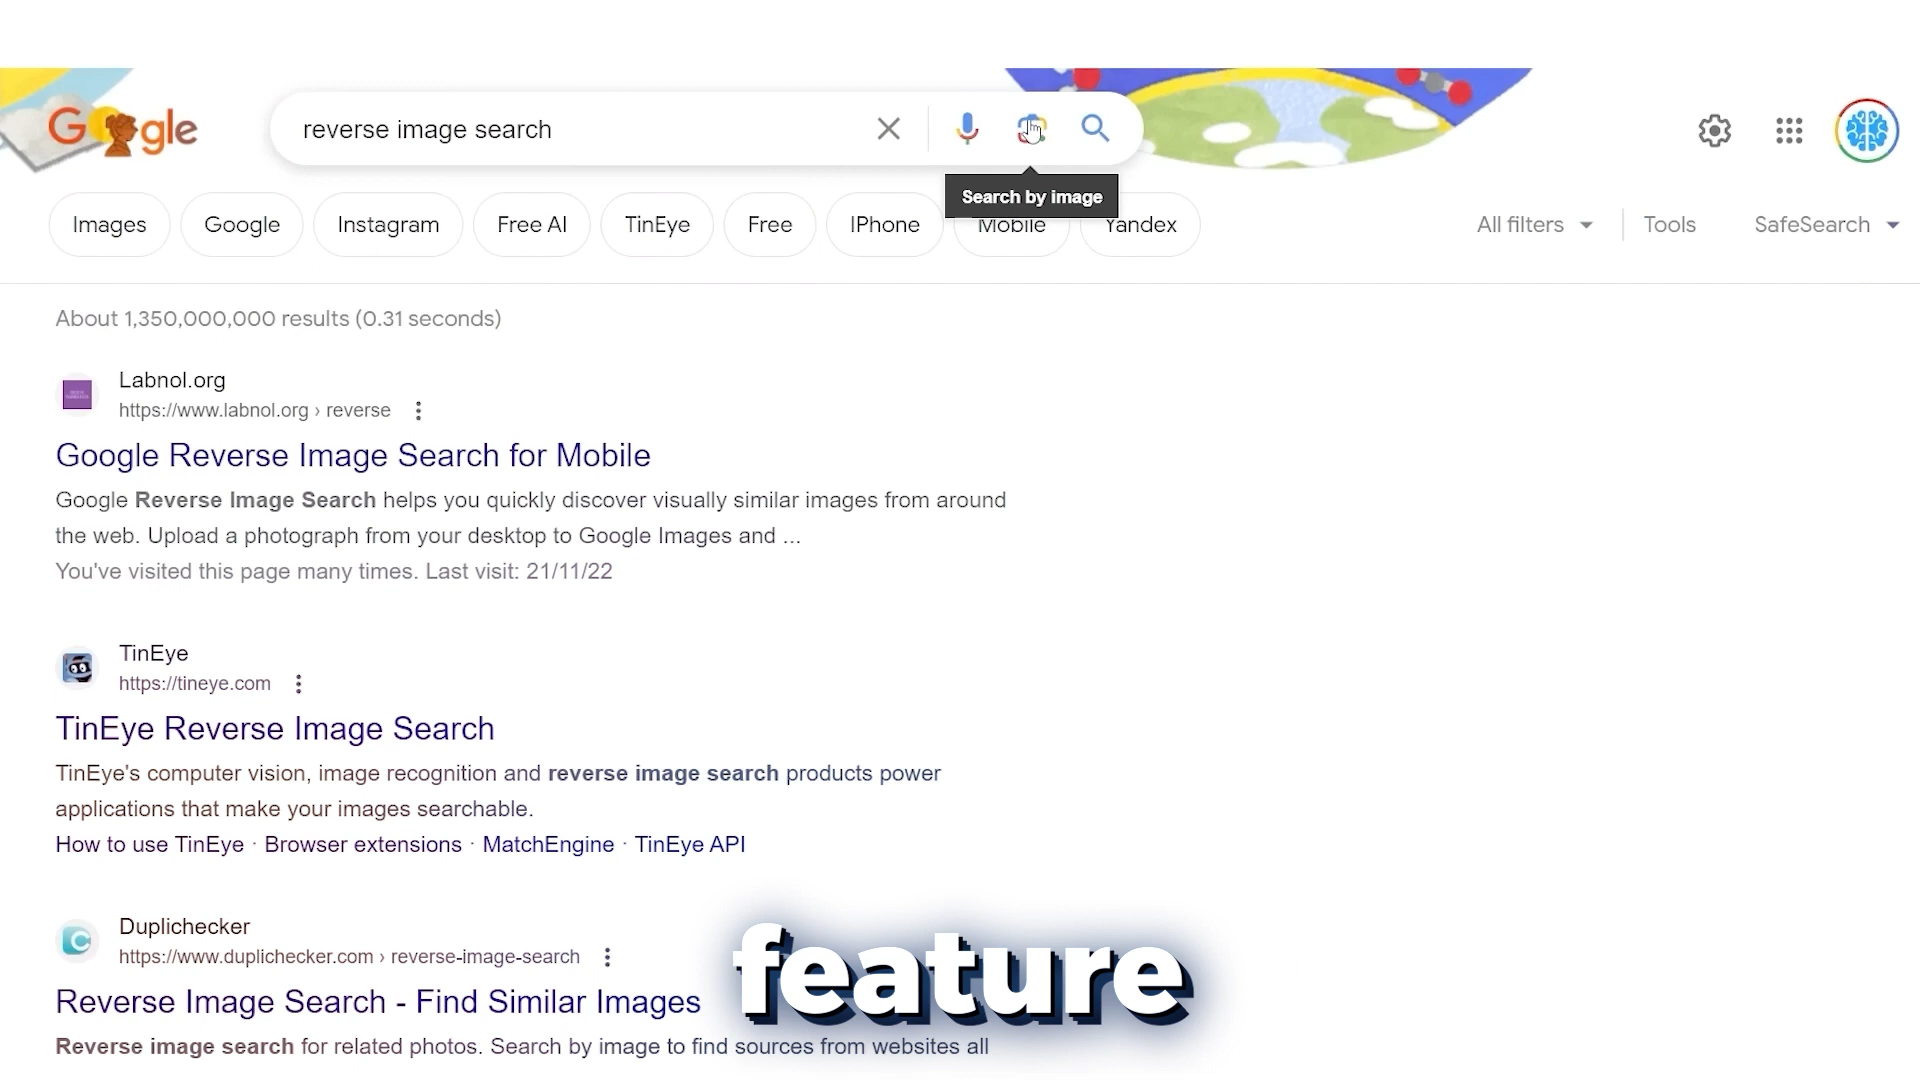 Google
reverse image search
Search by image
Images
Google
Instagram
Free AI
TinEye
Free
IPhone
Mobile
Yandex
All filters
Tools
SafeSearch
About 1,350,000,000 results (0.31 seconds)
Labnol.org
https://www.labnol.org › reverse
Google Reverse Image Search for Mobile
Google Reverse Image Search helps you quickly discover visually similar images from around
the web. Upload a photograph from your desktop to Google Images and ...
You've visited this page many times. Last visit: 21/11/22
TinEye
https://tineye.com
TinEye Reverse Image Search
TinEye's computer vision, image recognition and reverse image search products power
applications that make your images searchable.
How to use TinEye · Browser extensions · MatchEngine · TinEye API
Duplichecker
https://www.duplichecker.com › reverse-image-search
Reverse Image Search - Find Similar Images
feature
Reverse image search for related photos. Search by image to find sources from websites all